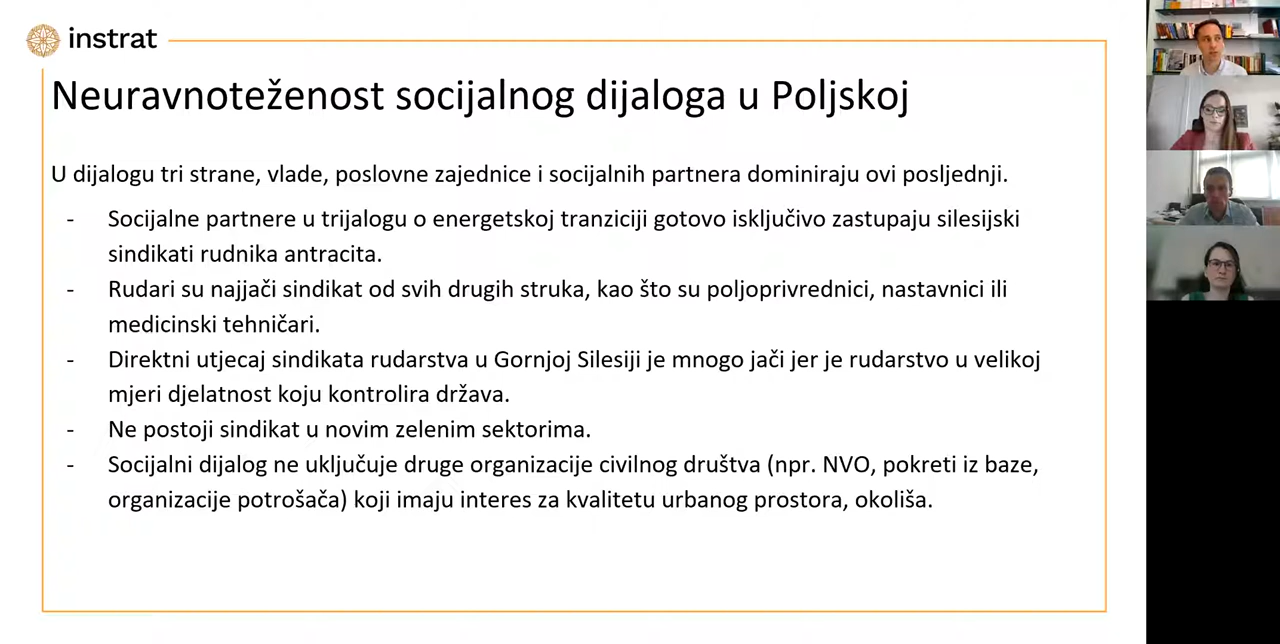 instrat
Neuravnoteženost socijalnog dijaloga u Poljskoj
U dijalogu tri strane, vlade, poslovne zajednice i socijalnih partnera dominiraju ovi posljednji.
- Socijalne partnere u trijalogu o energetskoj tranziciji gotovo isključivo zastupaju silesijski
sindikati rudnika antracita.
- Rudari su najjači sindikat od svih drugih struka, kao što su poljoprivrednici, nastavnici ili
medicinski tehničari.
- Direktni utjecaj sindikata rudarstva u Gornjoj Silesiji je mnogo jači jer je rudarstvo u velikoj
mjeri djelatnost koju kontrolira država.
- Ne postoji sindikat u novim zelenim sektorima.
- Socijalni dijalog ne uključuje druge organizacije civilnog društva (npr. NVO, pokreti iz baze,
organizacije potrošača) koji imaju interes za kvalitetu urbanog prostora, okoliša.